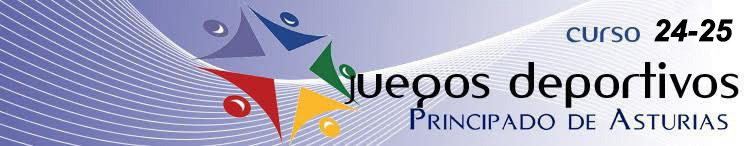 curso 24-25
juegos deportivos
PRINCIPADO DE ASTURIAS